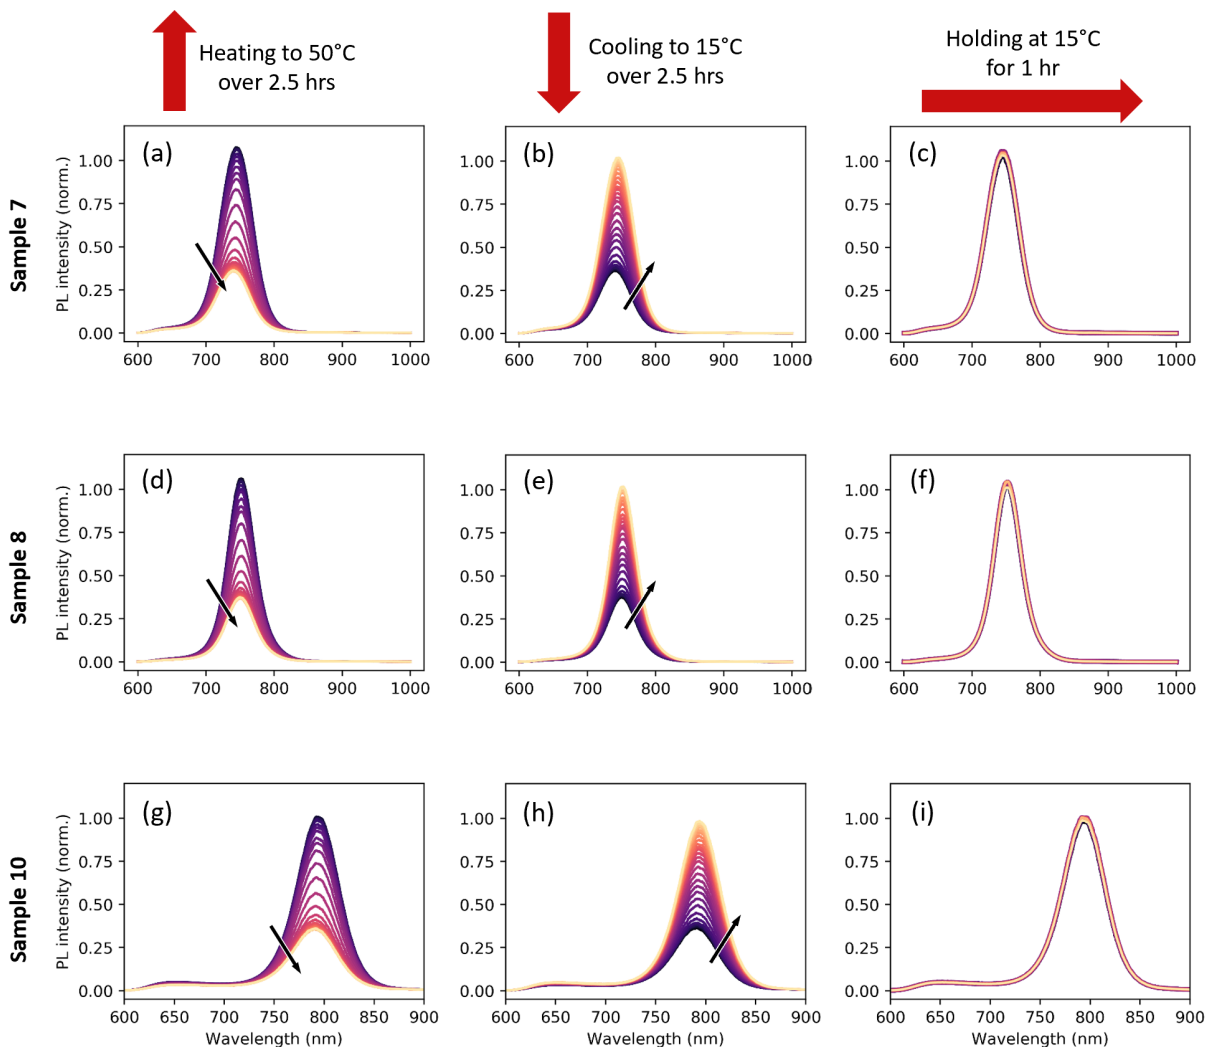 Heating to 50°C
over 2.5 hrs
Cooling to 15°C
over 2.5 hrs
Holding at 15°C
for 1 hr
Sample 7
PL intensity (norm.)
1.00
0.75
0.50
0.25
0.00
(a)
600 700 800 900 1000
1.00
0.75
0.50
0.25
0.00
(b)
600 700 800 900 1000
1.00
0.75
0.50
0.25
0.00
(c)
600 700 800 900 1000
Sample 8
PL intensity (norm.)
1.00
0.75
0.50
0.25
0.00
(d)
600 700 800 900 1000
1.00
0.75
0.50
0.25
0.00
(e)
600 700 800 900 1000
1.00
0.75
0.50
0.25
0.00
(f)
600 700 800 900 1000
Sample 10
PL intensity (norm.)
1.00
0.75
0.50
0.25
0.00
(g)
600 650 700 750 800 850 900
Wavelength (nm)
1.00
0.75
0.50
0.25
0.00
(h)
600 650 700 750 800 850 900
Wavelength (nm)
1.00
0.75
0.50
0.25
0.00
(i)
600 650 700 750 800 850 900
Wavelength (nm)